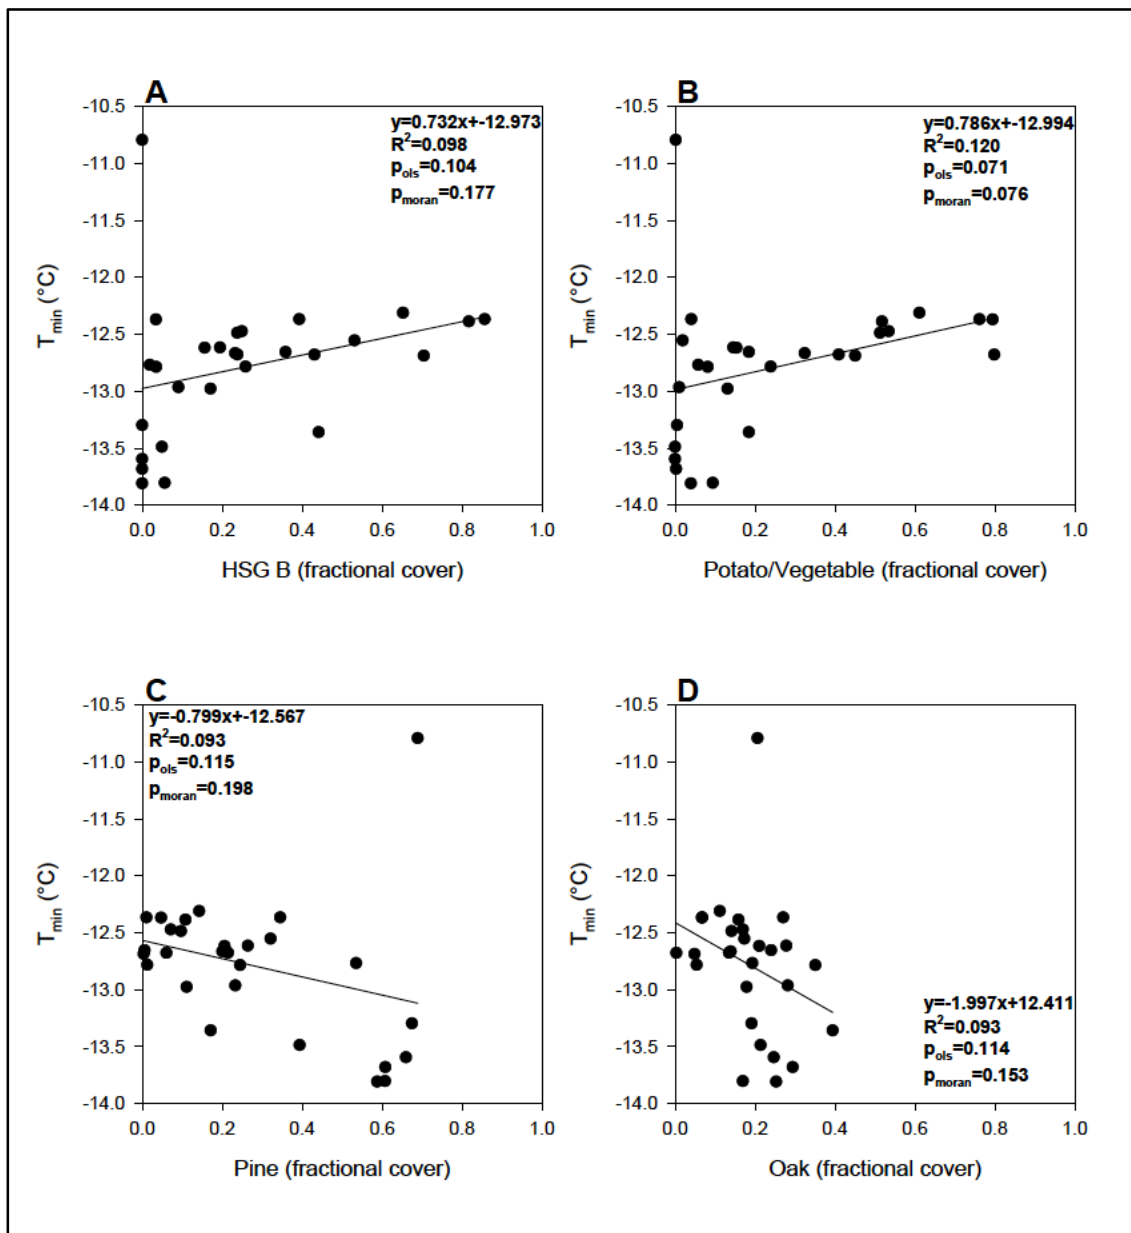 A
y=0.732x+-12.973
R²=0.098
pols=0.104
pmoran=0.177
-10.5
-11.0
-11.5
-12.0
-12.5
-13.0
-13.5
-14.0
Tmin (°C)
0.0 0.2 0.4 0.6 0.8 1.0
HSG B (fractional cover)
B
y=0.786x+-12.994
R²=0.120
pols=0.071
pmoran=0.076
-10.5
-11.0
-11.5
-12.0
-12.5
-13.0
-13.5
-14.0
Tmin (°C)
0.0 0.2 0.4 0.6 0.8 1.0
Potato/Vegetable (fractional cover)
C
y=-0.799x+-12.567
R²=0.093
pols=0.115
pmoran=0.198
-10.5
-11.0
-11.5
-12.0
-12.5
-13.0
-13.5
-14.0
Tmin (°C)
0.0 0.2 0.4 0.6 0.8 1.0
Pine (fractional cover)
D
-10.5
-11.0
-11.5
-12.0
-12.5
-13.0
-13.5
-14.0
Tmin (°C)
y=-1.997x+12.411
R²=0.093
pols=0.114
pmoran=0.153
0.0 0.2 0.4 0.6 0.8 1.0
Oak (fractional cover)